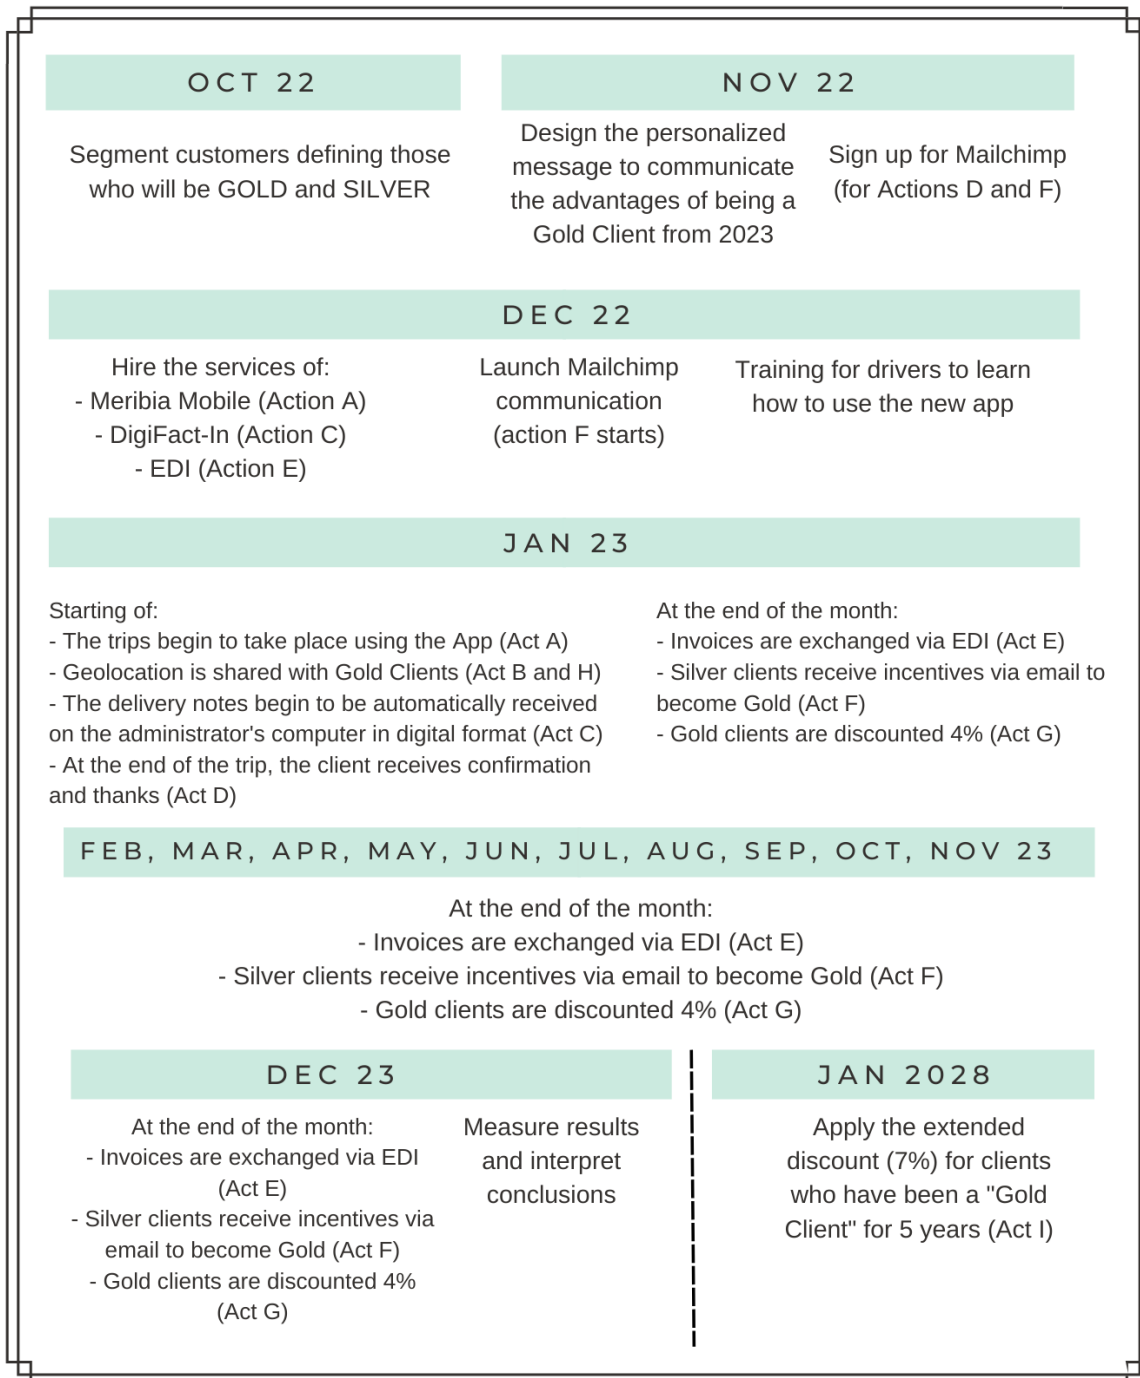 OCT 22
Segment customers defining those
who will be GOLD and SILVER
NOV 22
Design the personalized
message to communicate
the advantages of being a
Gold Client from 2023
Sign up for Mailchimp
(for Actions D and F)
DEC 22
Hire the services of:
- Meribia Mobile (Action A)
- DigiFact-In (Action C)
- EDI (Action E)
Launch Mailchimp
communication
(action F starts)
Training for drivers to learn
how to use the new app
JAN 23
Starting of:
- The trips begin to take place using the App (Act A)
- Geolocation is shared with Gold Clients (Act B and H)
- The delivery notes begin to be automatically received
on the administrator's computer in digital format (Act C)
- At the end of the trip, the client receives confirmation
and thanks (Act D)
At the end of the month:
- Invoices are exchanged via EDI (Act E)
- Silver clients receive incentives via email to
become Gold (Act F)
- Gold clients are discounted 4% (Act G)
FEB, MAR, APR, MAY, JUN, JUL, AUG, SEP, OCT, NOV 23
At the end of the month:
- Invoices are exchanged via EDI (Act E)
- Silver clients receive incentives via email to become Gold (Act F)
- Gold clients are discounted 4% (Act G)
DEC 23
At the end of the month:
- Invoices are exchanged via EDI
(Act E)
- Silver clients receive incentives via
email to become Gold (Act F)
- Gold clients are discounted 4%
(Act G)
Measure results
and interpret
conclusions
JAN 2028
Apply the extended
discount (7%) for clients
who have been a "Gold
Client" for 5 years (Act I)